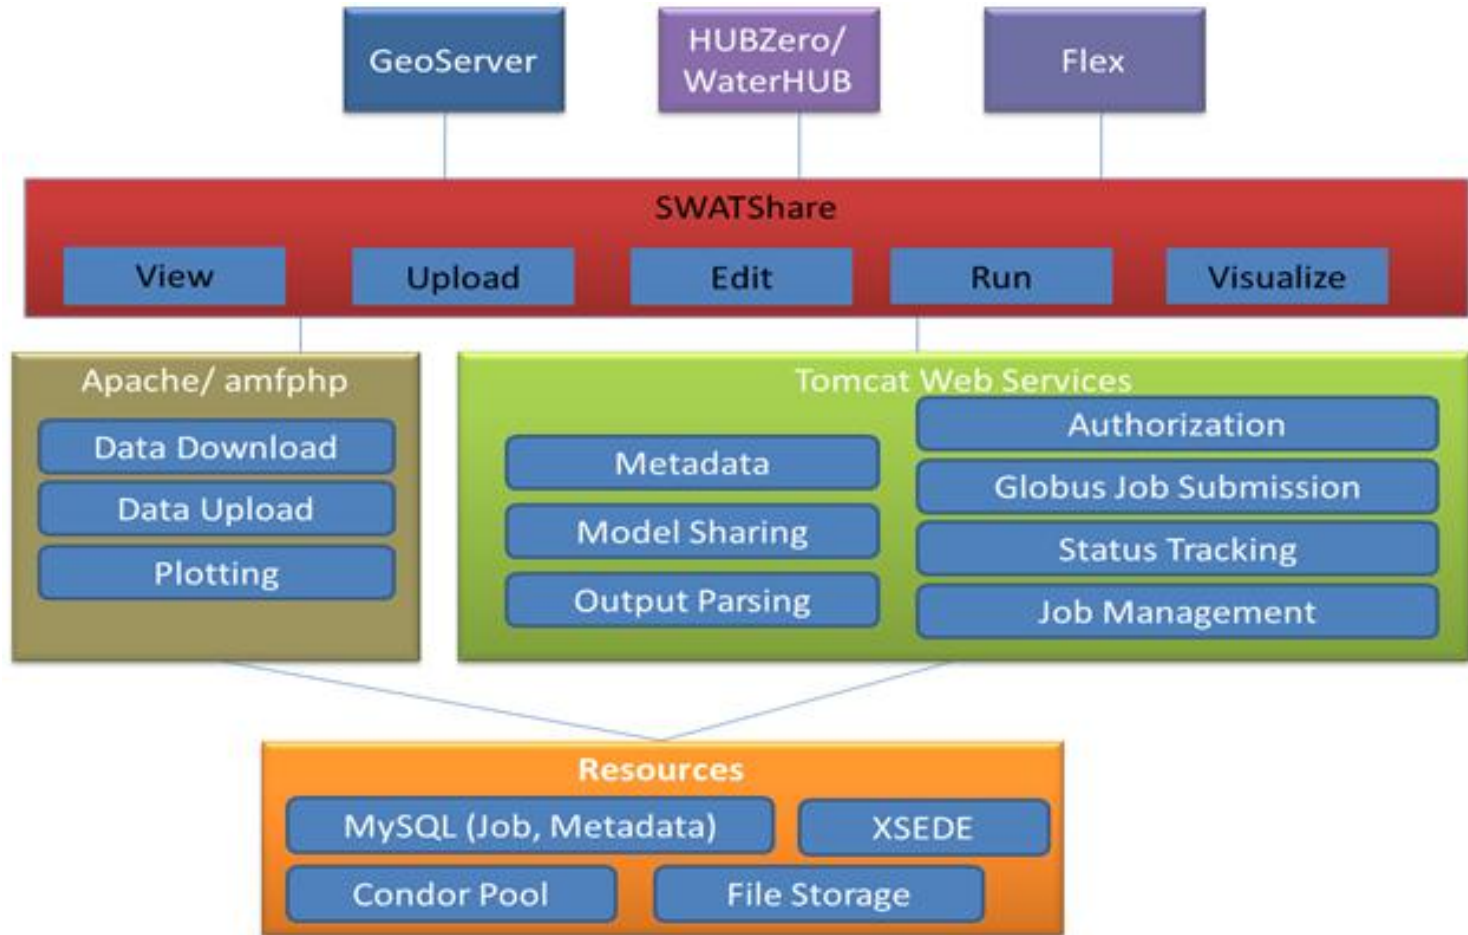 GeoServer
HUBZero/
WaterHUB
Flex
SWATShare
View
Upload
Edit
Run
Visualize
Apache/ amfphp
Data Download
Data Upload
Plotting
Tomcat Web Services
Metadata
Model Sharing
Output Parsing
Authorization
Globus Job Submission
Status Tracking
Job Management
Resources
MySQL (Job, Metadata)
XSEDE
Condor Pool
File Storage